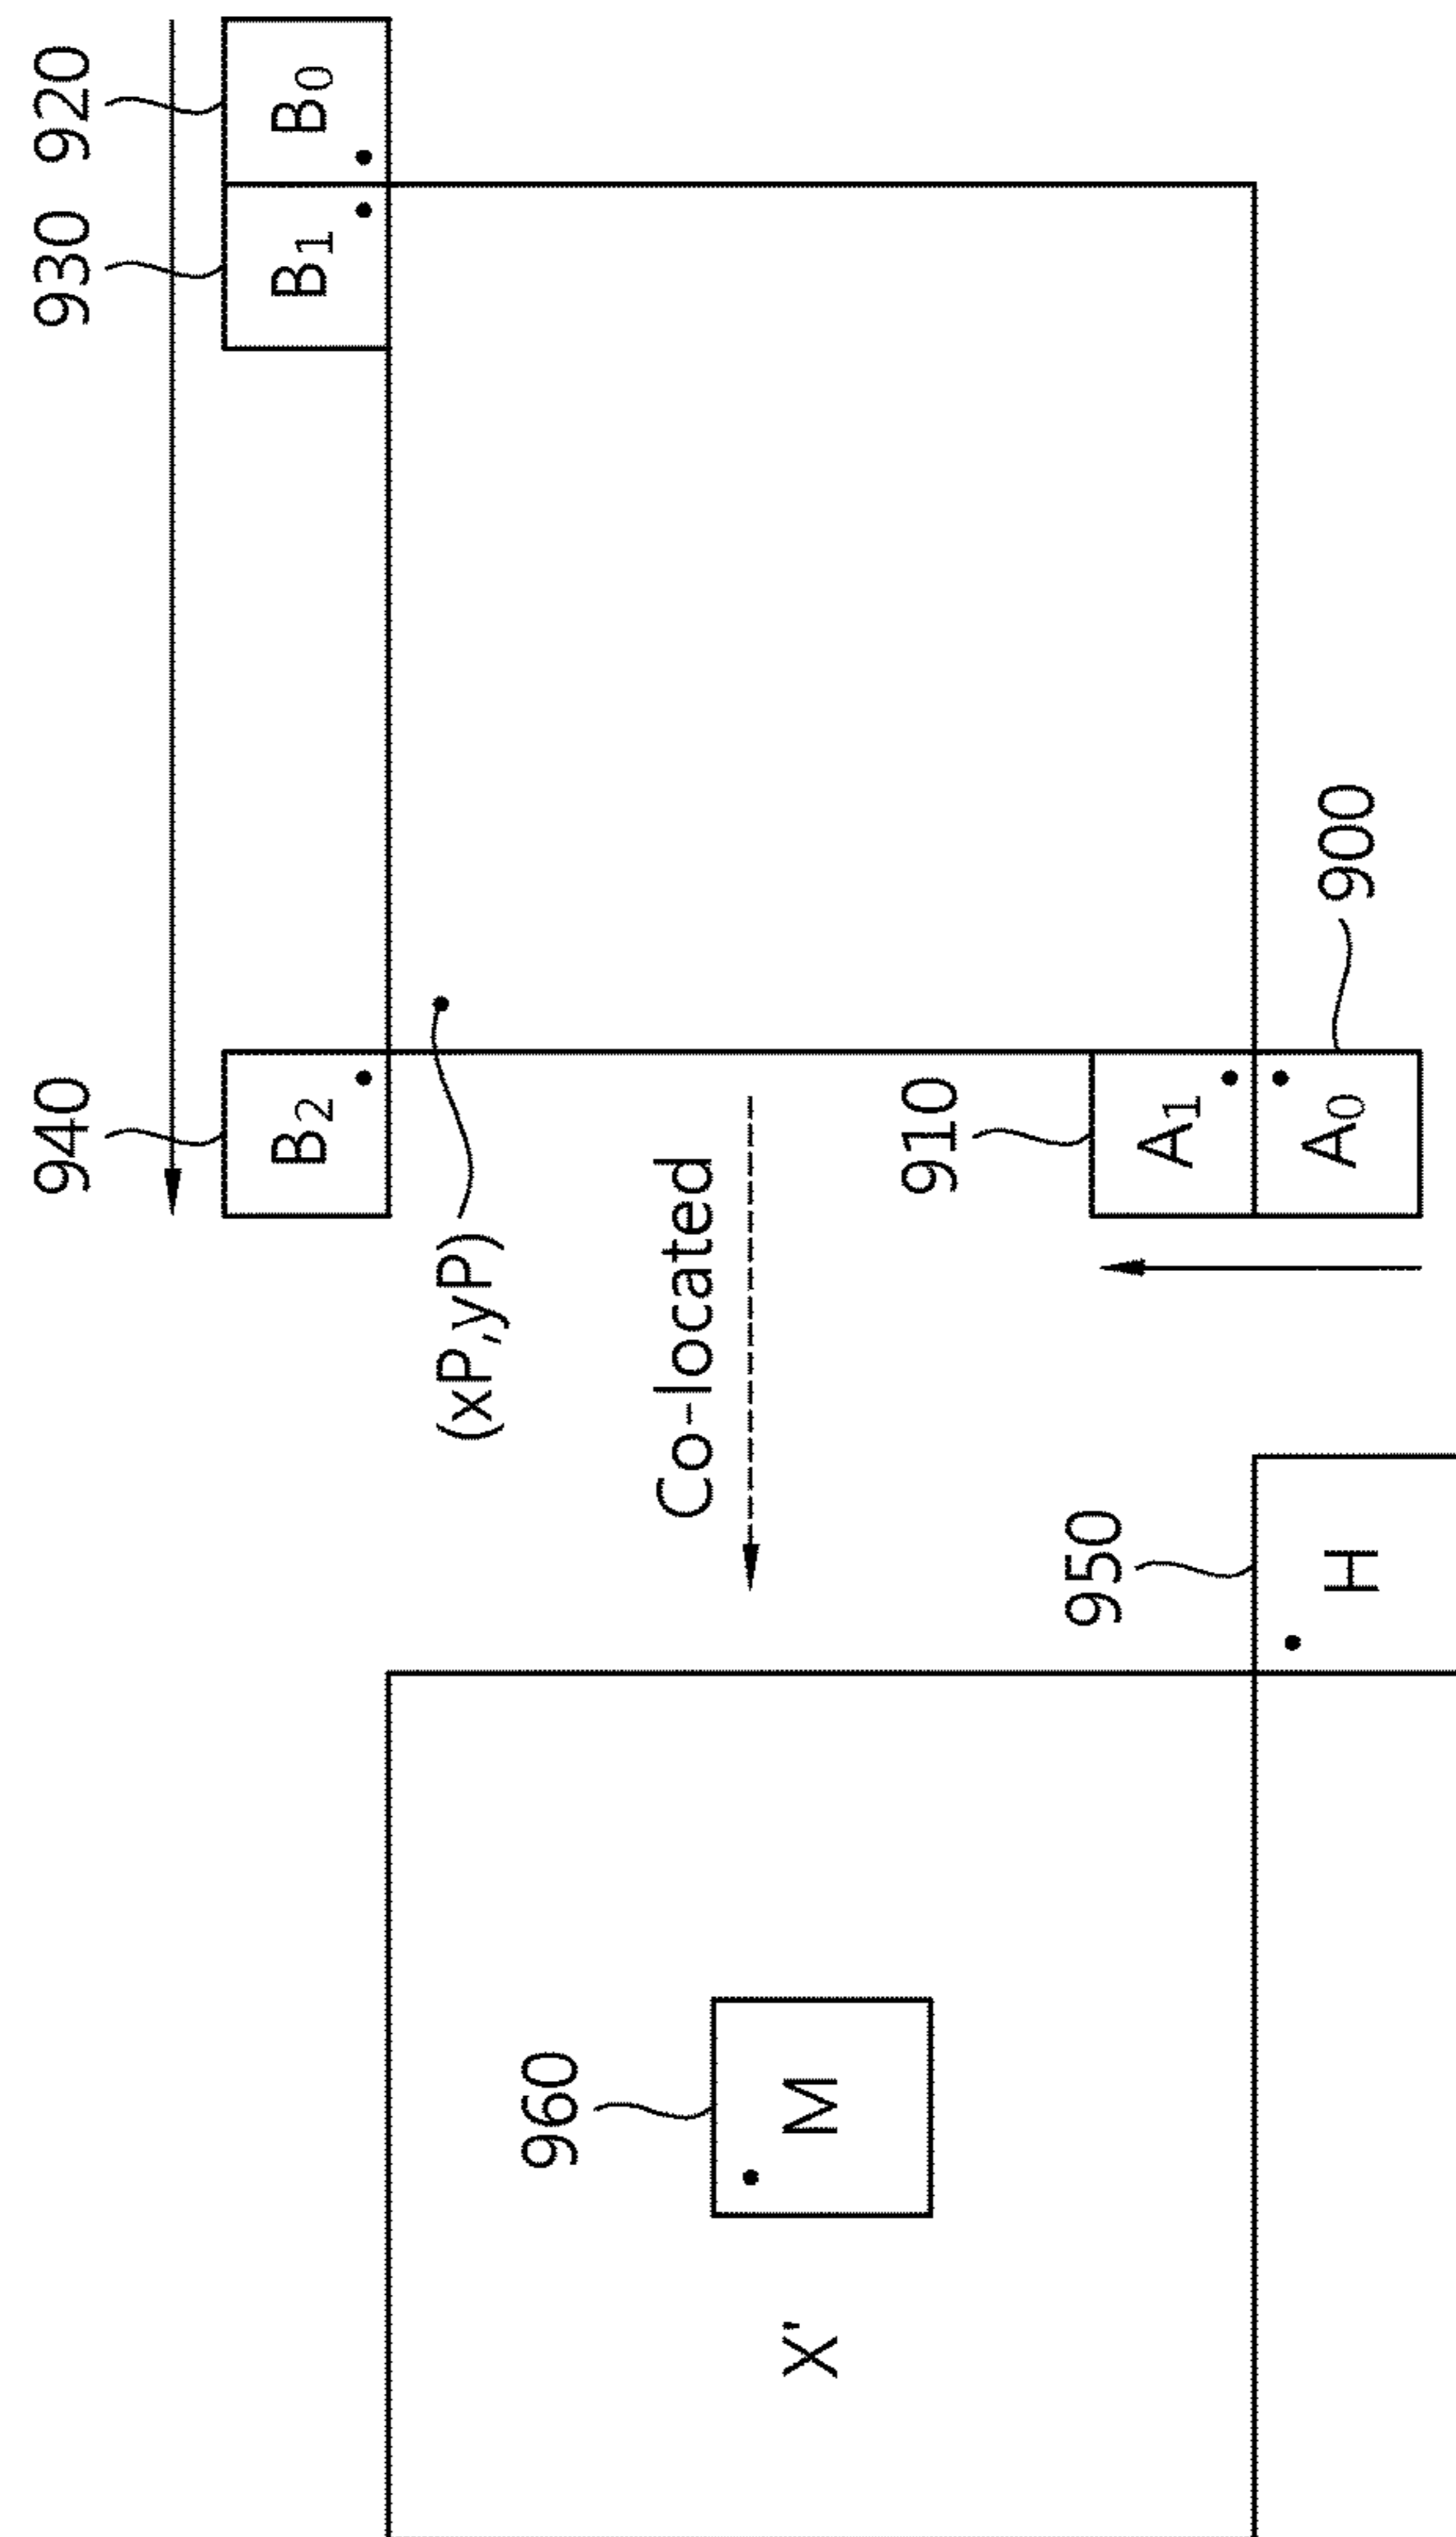 940
930
920
B₂
B₁
B₀
(xP,yP)
960
Co-located
X'
M
910
950
A₁
H
A₀
900